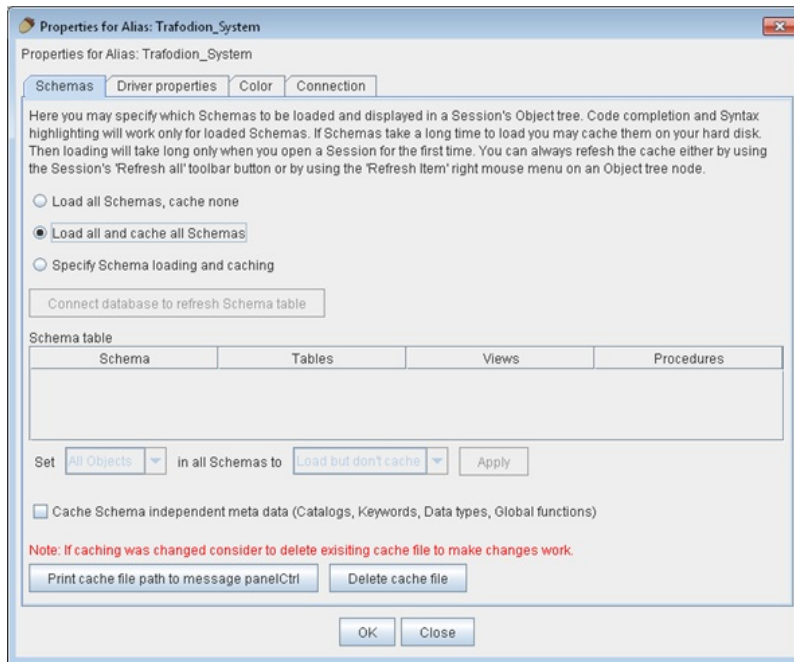 Properties for Alias: Trafodion_System
Properties for Alias: Trafodion_System
Schemas Driver properties Color Connection
Here you may specify which Schemas to be loaded and displayed in a Session's Object tree. Code completion and Syntax
highlighting will work only for loaded Schemas. If Schemas take a long time to load you may cache them on your hard disk.
Then loading will take long only when you open a Session for the first time. You can always refesh the cache either by using
the Session's 'Refresh all' toolbar button or by using the 'Refresh Item' right mouse menu on an Object tree node.
Load all Schemas, cache none
Load all and cache all Schemas
Specify Schema loading and caching
Connect database to refresh Schema table
Schema table
Schema Tables Views Procedures
Set All Objects in all Schemas to Load but don't cache Apply
Cache Schema independent meta data (Catalogs, Keywords, Data types, Global functions)
Note: If caching was changed consider to delete exisiting cache file to make changes work.
Print cache file path to message panelCtrl Delete cache file
OK Close